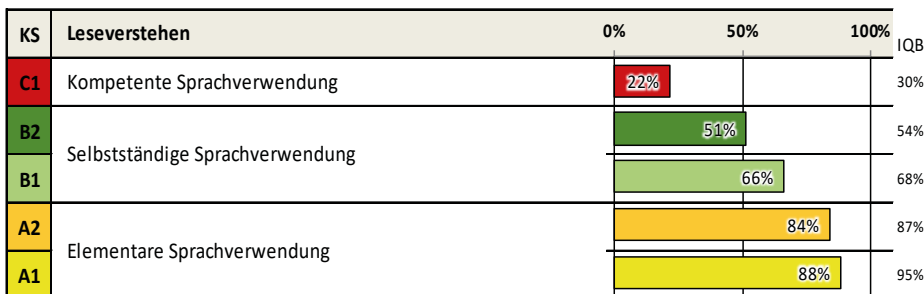 KS Leseverstehen 0% 50% 100% IQB
C1 Kompetente Sprachverwendung 22% 30%
B2 51% 54%
Selbstständige Sprachverwendung
B1 66% 68%
A2 84% 87%
Elementare Sprachverwendung
A1 88% 95%